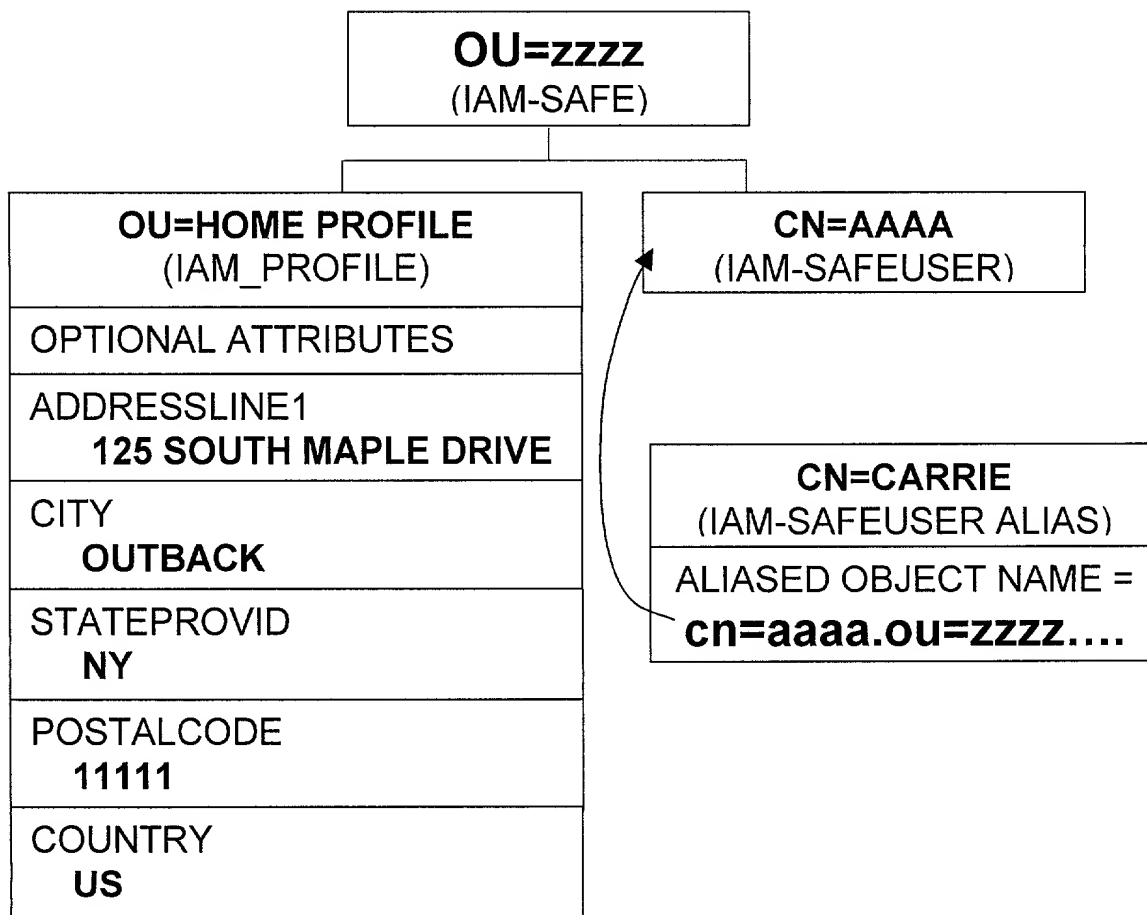 OU=zzzz
(IAM-SAFE)
OU=HOME PROFILE
(IAM_PROFILE)
OPTIONAL ATTRIBUTES
ADDRESSLINE1
125 SOUTH MAPLE DRIVE
CITY
OUTBACK
STATEPROVID
NY
POSTALCODE
11111
COUNTRY
US
CN=AAAA
(IAM-SAFEUSER)
CN=CARRIE
(IAM-SAFEUSER ALIAS)
ALIASED OBJECT NAME =
cn=aaaa.ou=zzzz....